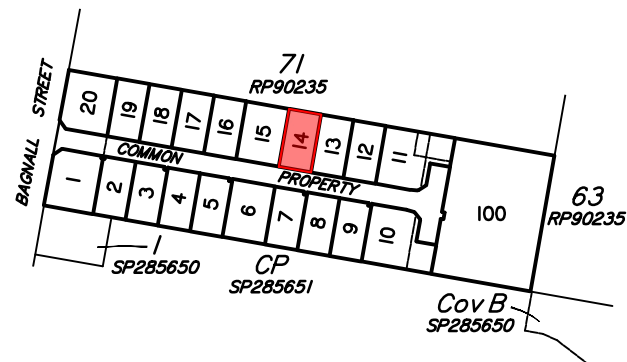 71
RP90235
BAGNALL STREET
20
19
18
17
16
15
14
13
12
11
COMMON
PROPERTY
1
2
3
4
5
6
7
8
9
10
100
63
RP90235
1
SP285650
CP
SP285651
Cov B
SP285650